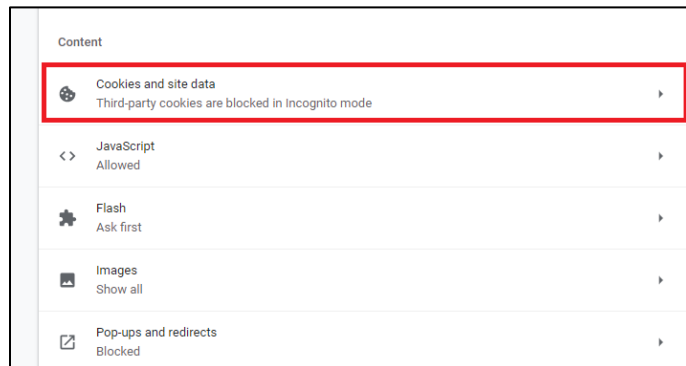 Content
Cookies and site data
Third-party cookies are blocked in Incognito mode
JavaScript
Allowed
Flash
Ask first
Images
Show all
Pop-ups and redirects
Blocked